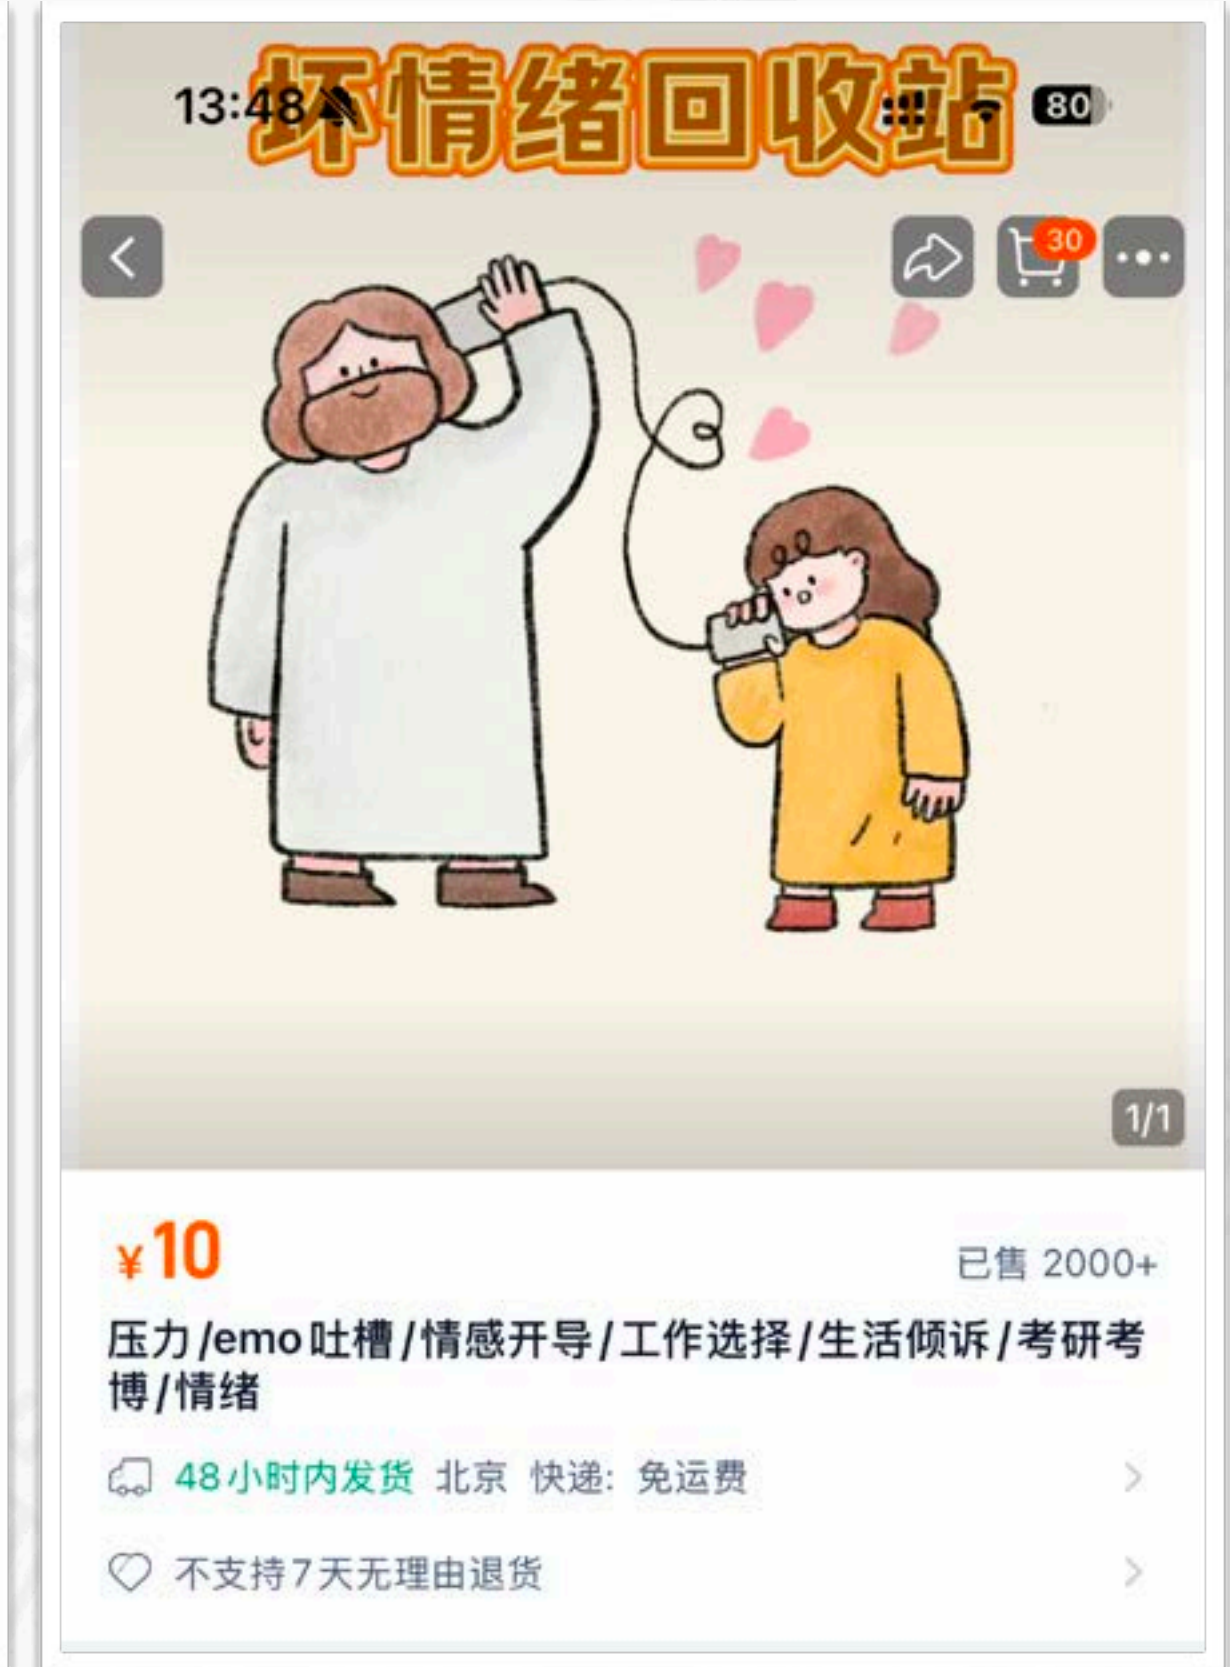 坏情绪回收站
13:48
80
30
1/1
¥10
已售 2000+
压力/emo吐槽/情感开导/工作选择/生活倾诉/考研考
博/情绪
48小时内发货 北京 快递: 免运费
不支持7天无理由退货